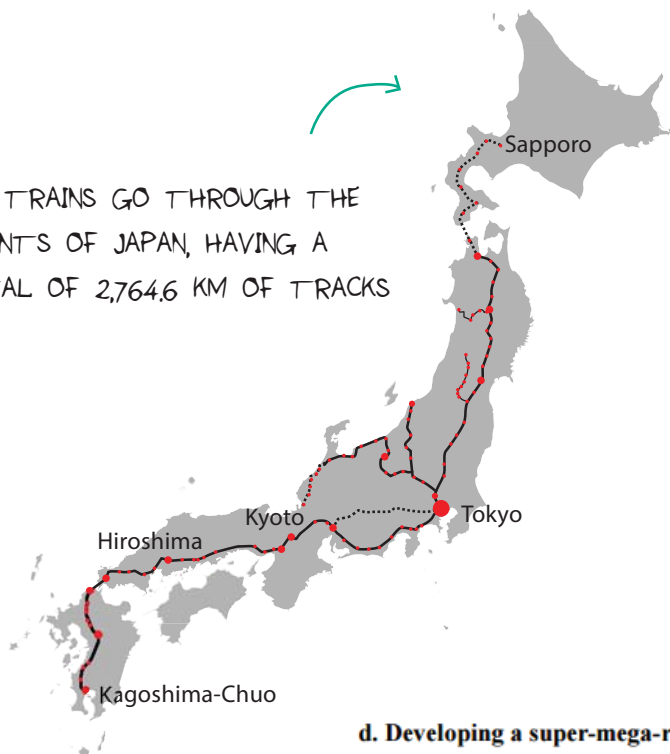 Sapporo
TRAINS GO THROUGH THE
NTS OF JAPAN, HAVING A
AL OF 2,764.6 KM OF TRACKS
Kyoto
Tokyo
Hiroshima
Kagoshima-Chuo
d. Developing a super-mega-r